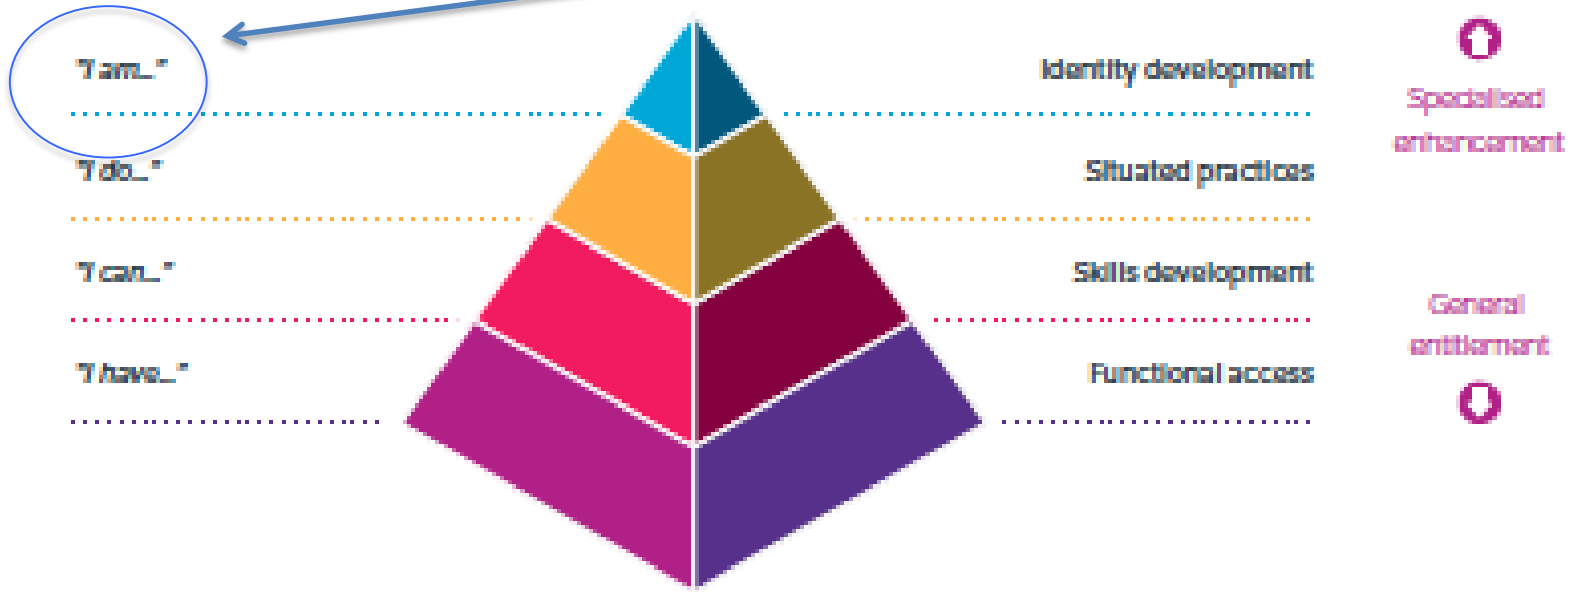 "I am..."
Identity development
Specialised
enhancement
"I do..."
Situated practices
"I can..."
Skills development
General
entitlement
"I have..."
Functional access